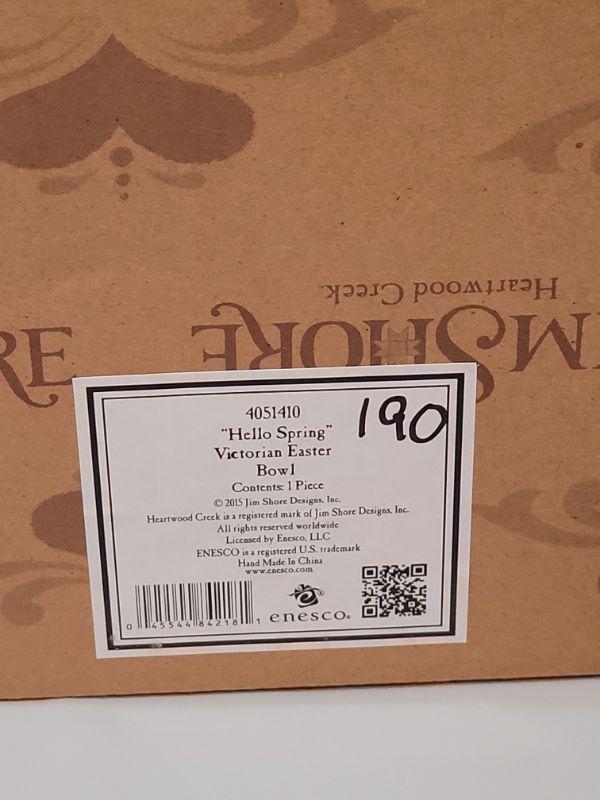 Heartwood Creek
RE
JIM SHORE
4051410
190
"Hello Spring"
Victorian Easter
Bowl
Contents: 1 Piece
© 2015 Jim Shore Designs, Inc.
Heartwood Creek is a registered mark of Jim Shore Designs, Inc.
All rights reserved worldwide
Licensed by Enesco, LLC
ENESCO is a registered U.S. trademark
Hand Made In China
www.enesco.com
0 45544 84218 1
enesco®